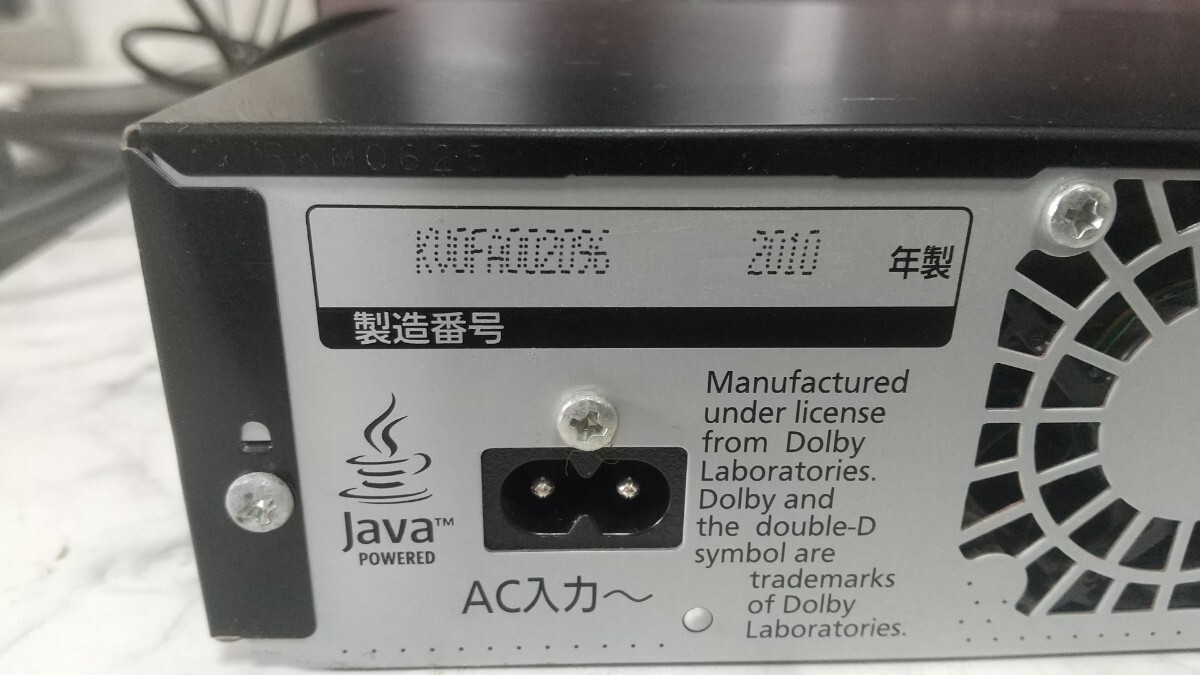 RKM0625
KV0FA002096 2010 年製
製造番号
Java™
POWERED
AC入力～
Manufactured
under license
from Dolby
Laboratories.
Dolby and
the double-D
symbol are
trademarks
of Dolby
Laboratories.